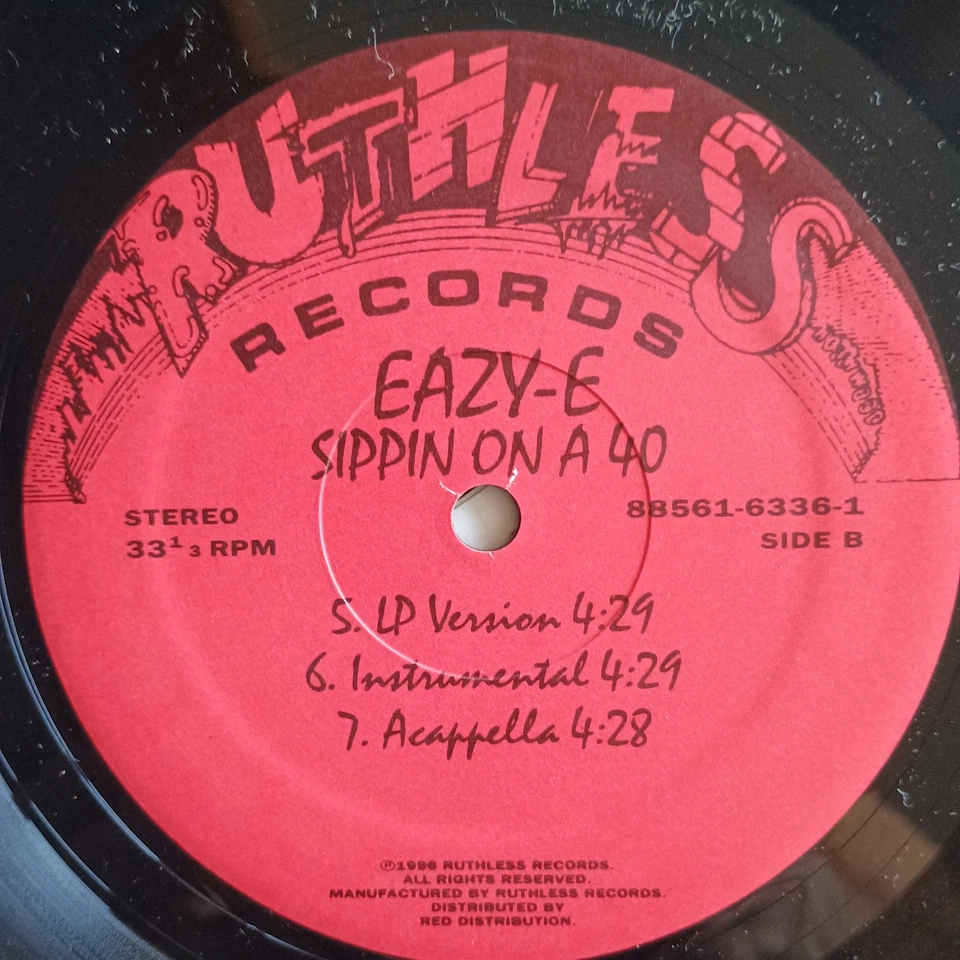 RUTHLESS
RECORDS
EAZY-E
SIPPIN ON A 40
STEREO
33 1 3 RPM
88561-6336-1
SIDE B
5. LP Version 4:29
6. Instrumental 4:29
7. Acappella 4:28
℗1996 RUTHLESS RECORDS.
ALL RIGHTS RESERVED.
MANUFACTURED BY RUTHLESS RECORDS.
DISTRIBUTED BY
RED DISTRIBUTION.